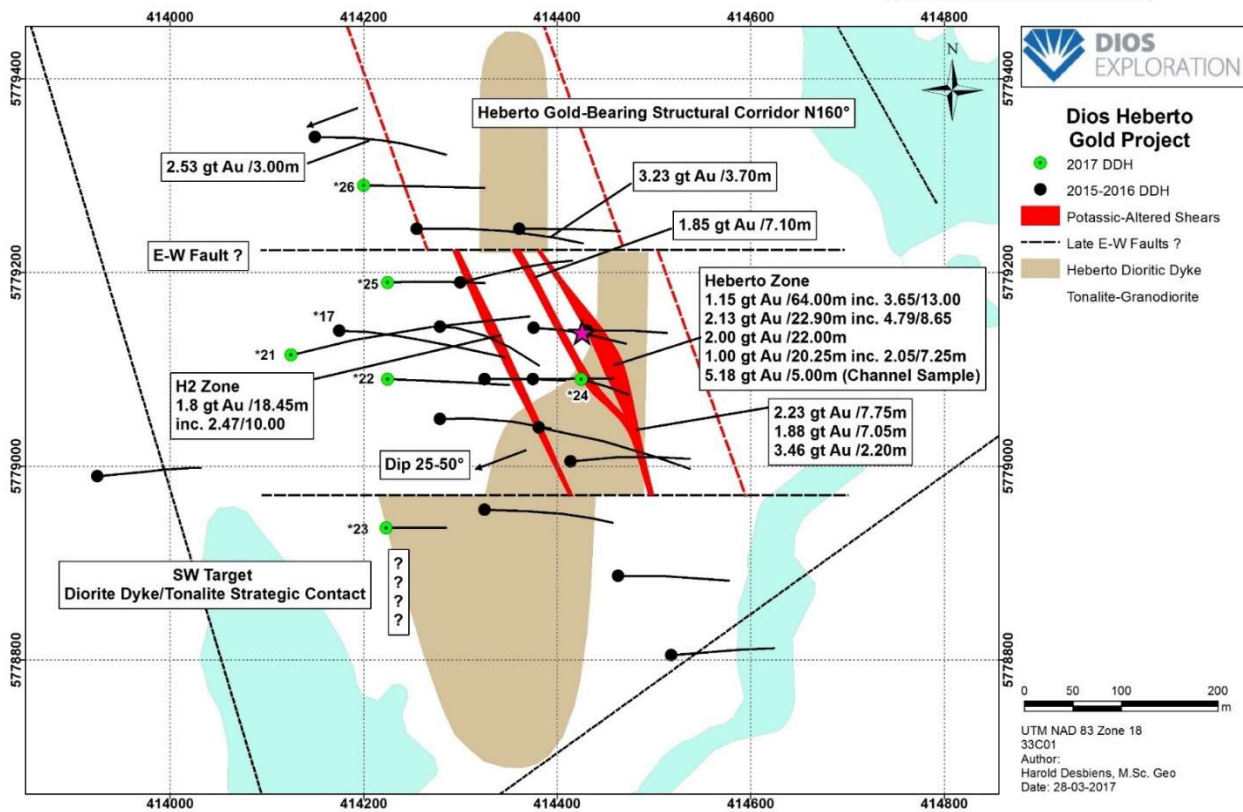 414000
414200
414400
414600
414800
5779400
5779200
5779000
5778800
Heberto Gold-Bearing Structural Corridor N160°
2.53 gt Au /3.00m
*26
3.23 gt Au /3.70m
1.85 gt Au /7.10m
E-W Fault ?
*25
*17
*21
*22
*24
Heberto Zone
1.15 gt Au /64.00m inc. 3.65/13.00
2.13 gt Au /22.90m inc. 4.79/8.65
2.00 gt Au /22.00m
1.00 gt Au /20.25m inc. 2.05/7.25m
5.18 gt Au /5.00m (Channel Sample)
H2 Zone
1.8 gt Au /18.45m
inc. 2.47/10.00
2.23 gt Au /7.75m
1.88 gt Au /7.05m
3.46 gt Au /2.20m
Dip 25-50°
*23
?
?
?
?
SW Target
Diorite Dyke/Tonalite Strategic Contact
5779400
5779200
5779000
5778800
414000
414200
414400
414600
414800
N
DIOS
EXPLORATION
Dios Heberto
Gold Project
2017 DDH
2015-2016 DDH
Potassic-Altered Shears
Late E-W Faults ?
Heberto Dioritic Dyke
Tonalite-Granodiorite
0 50 100 200
m
UTM NAD 83 Zone 18
33C01
Author:
Harold Desbiens, M.Sc. Geo
Date: 28-03-2017